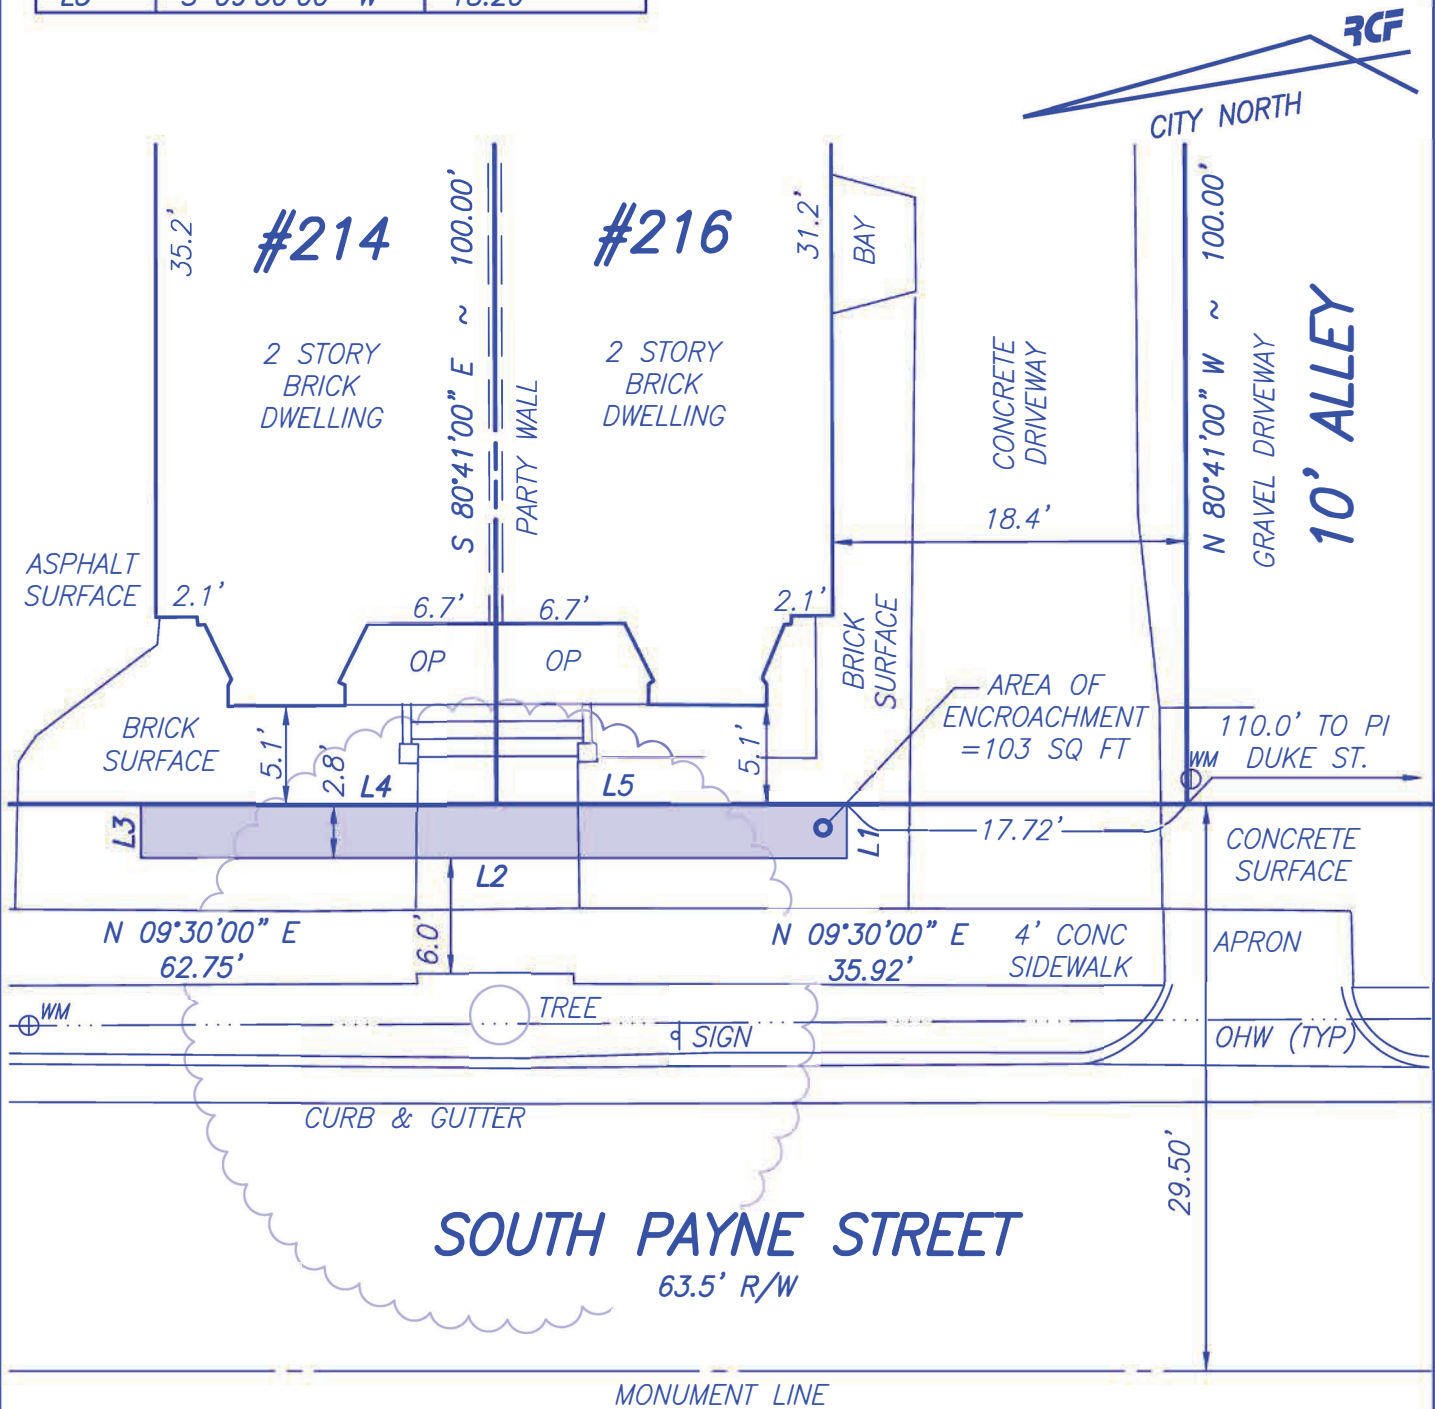 L5 S 09°30'00" W 18.20'
RCF
CITY NORTH
35.2'
#214
S 80°41'00" E ~ 100.00'
#216
31.2'
BAY
N 80°41'00" W ~ 100.00'
2 STORY
BRICK
DWELLING
PARTY WALL
2 STORY
BRICK
DWELLING
CONCRETE
DRIVEWAY
GRAVEL DRIVEWAY
10' ALLEY
18.4'
ASPHALT
SURFACE
2.1'
6.7'
6.7'
2.1'
OP
OP
BRICK
SURFACE
AREA OF
ENCROACHMENT
=103 SQ FT
BRICK
SURFACE
5.1'
2.8'
L4
L5
5.1'
110.0' TO PI
DUKE ST.
WM
L3
L2
L1
17.72'
CONCRETE
SURFACE
N 09°30'00" E
62.75'
6.0'
N 09°30'00" E
35.92'
4' CONC
SIDEWALK
APRON
WM
TREE
SIGN
OHW (TYP)
CURB & GUTTER
29.50'
SOUTH PAYNE STREET
63.5' R/W
MONUMENT LINE